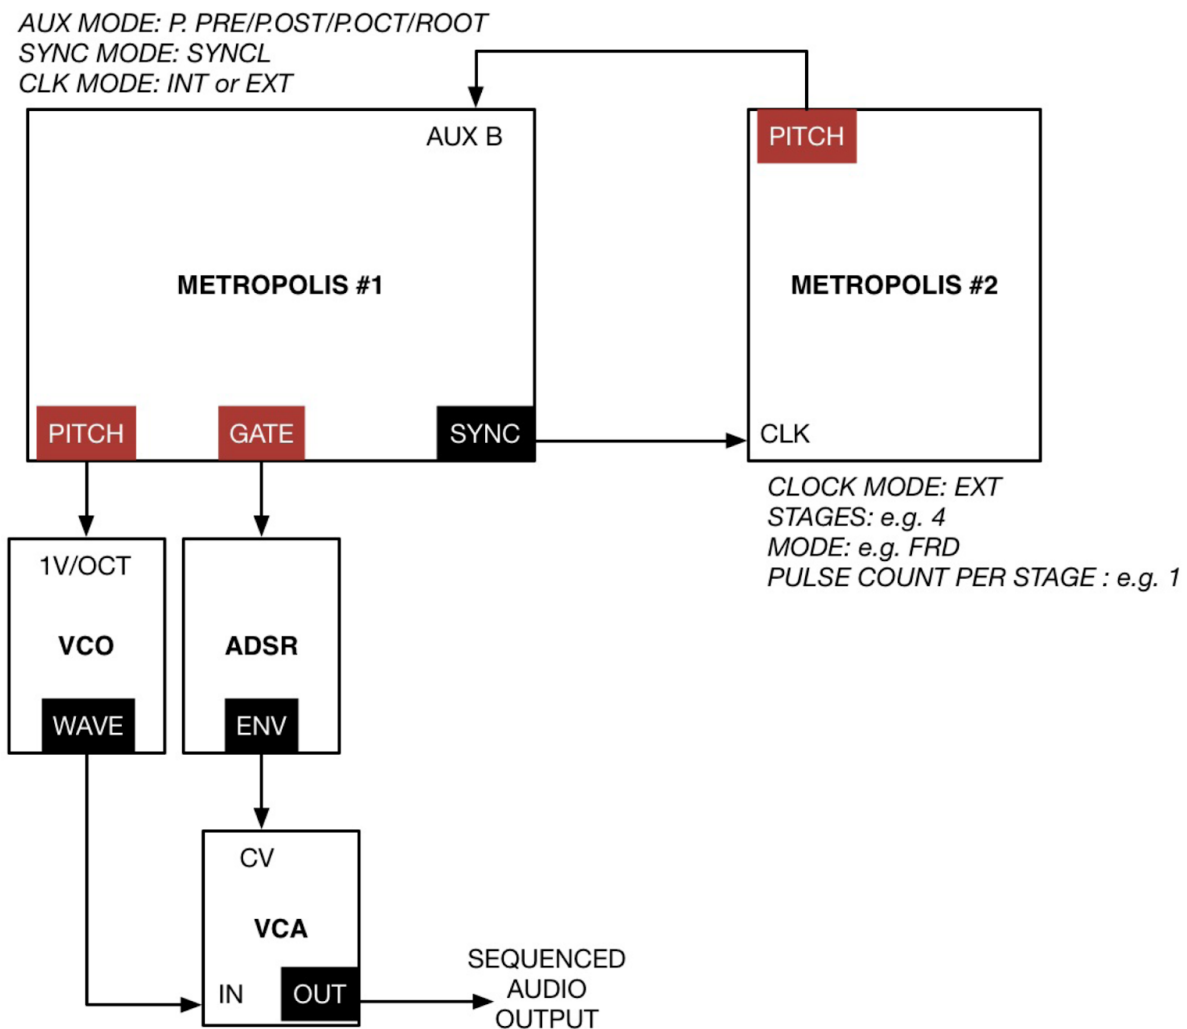 AUX MODE: P. PRE/P.OST/P.OCT/ROOT
SYNC MODE: SYNCL
CLK MODE: INT or EXT
AUX B
PITCH
METROPOLIS #1
METROPOLIS #2
PITCH
GATE
SYNC
CLK
CLOCK MODE: EXT
STAGES: e.g. 4
MODE: e.g. FRD
PULSE COUNT PER STAGE : e.g. 1
1V/OCT
VCO
ADSR
WAVE
ENV
CV
VCA
IN
OUT
SEQUENCED
AUDIO
OUTPUT